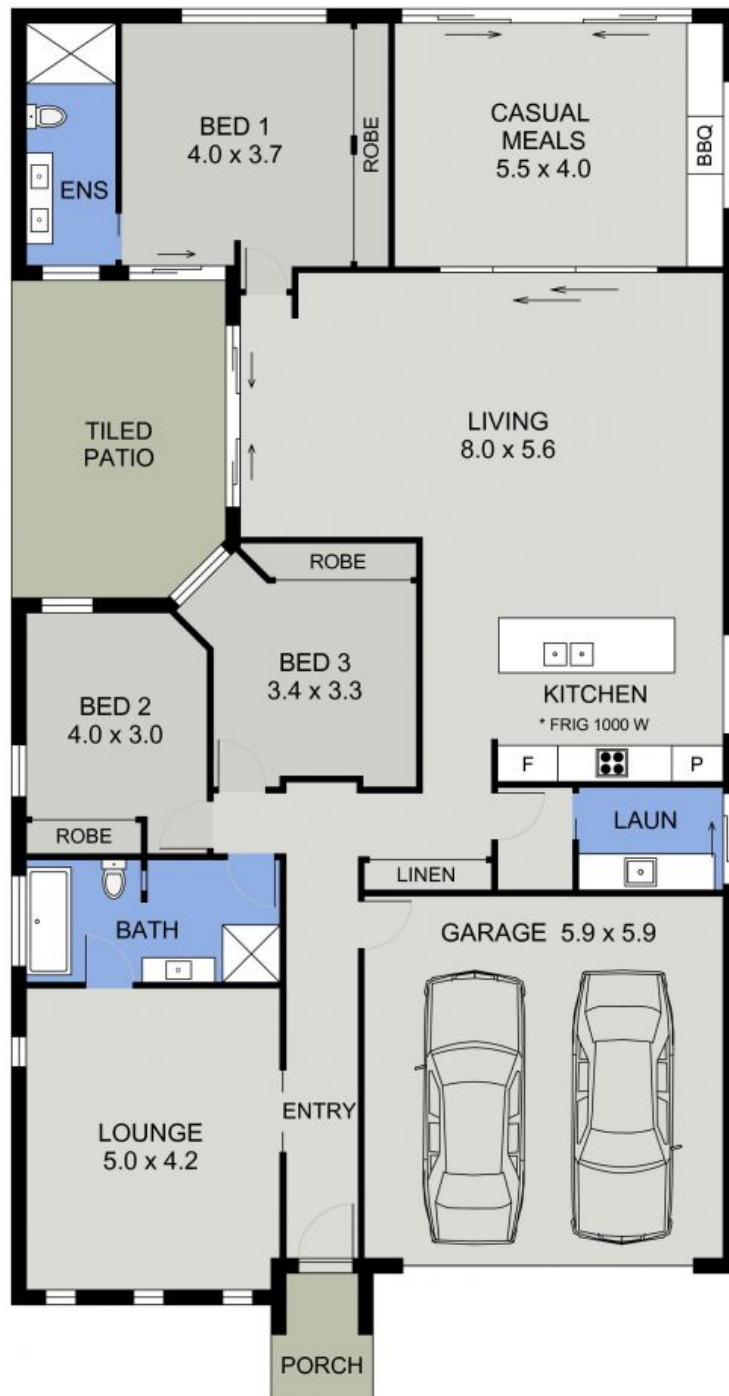 BED 1
4.0 x 3.7
ROBE
CASUAL
MEALS
5.5 x 4.0
BBQ
ENS
TILED
PATIO
LIVING
8.0 x 5.6
ROBE
BED 3
3.4 x 3.3
BED 2
4.0 x 3.0
KITCHEN
* FRIG 1000 W
F
P
ROBE
LAUN
LINEN
BATH
GARAGE 5.9 x 5.9
ENTRY
LOUNGE
5.0 x 4.2
PORCH